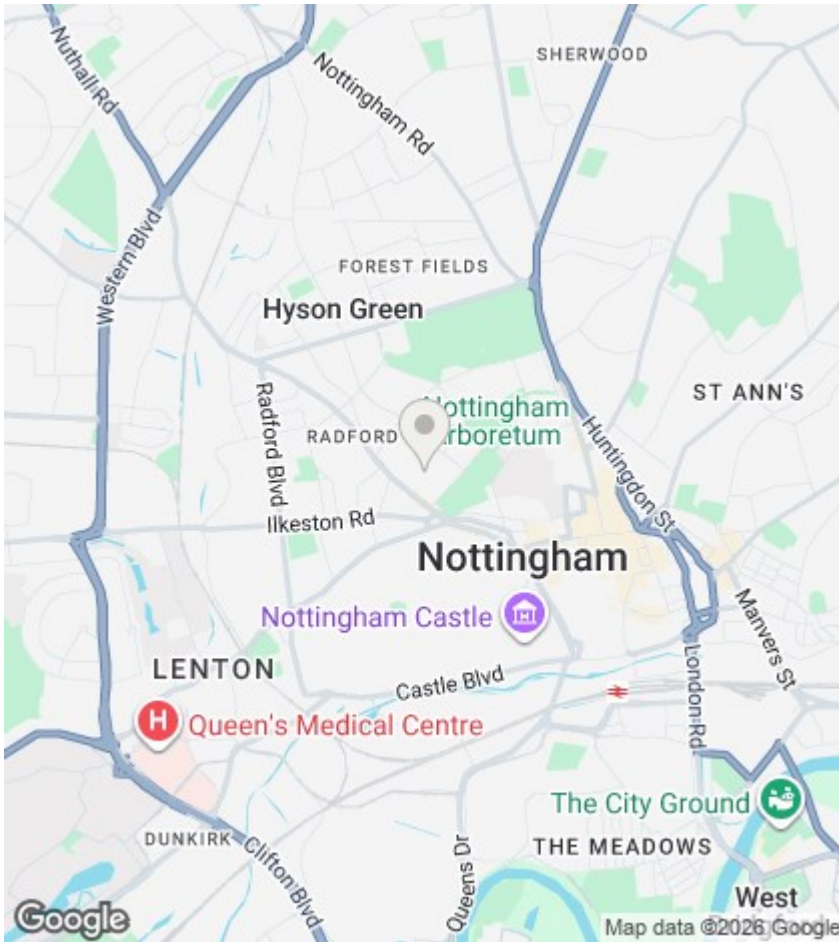 SHERWOOD
Nuthall Rd
Nottingham Rd
Western Blvd
FOREST FIELDS
Hyson Green
ST ANN'S
Nottingham
Arboretum
RADFORD
Radford Blvd
Huntingdon St
Ilkeston Rd
Nottingham
Nottingham Castle
Manvers St
LENTON
Castle Blvd
London Rd
H
Queen's Medical Centre
The City Ground
DUNKIRK
Clifton Blvd
Queens Dr
THE MEADOWS
West
Google
Map data ©2026 Google